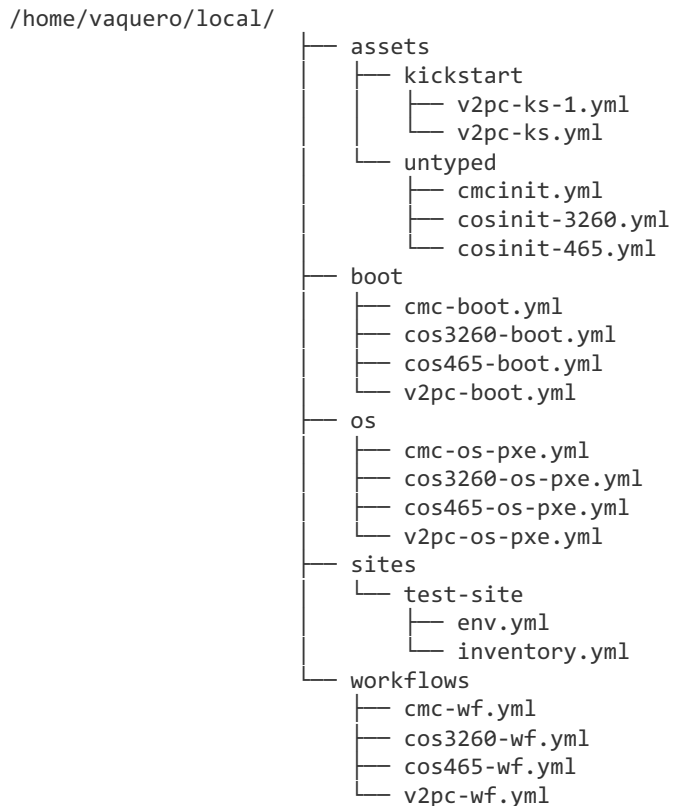 /home/vaquero/local/
├── assets
│   ├── kickstart
│   │   ├── v2pc-ks-1.yml
│   │   └── v2pc-ks.yml
│   └── untyped
│       ├── cmcinit.yml
│       ├── cosinit-3260.yml
│       └── cosinit-465.yml
├── boot
│   ├── cmc-boot.yml
│   ├── cos3260-boot.yml
│   ├── cos465-boot.yml
│   └── v2pc-boot.yml
├── os
│   ├── cmc-os-pxe.yml
│   ├── cos3260-os-pxe.yml
│   ├── cos465-os-pxe.yml
│   └── v2pc-os-pxe.yml
├── sites
│   └── test-site
│       ├── env.yml
│       └── inventory.yml
└── workflows
    ├── cmc-wf.yml
    ├── cos3260-wf.yml
    ├── cos465-wf.yml
    └── v2pc-wf.yml